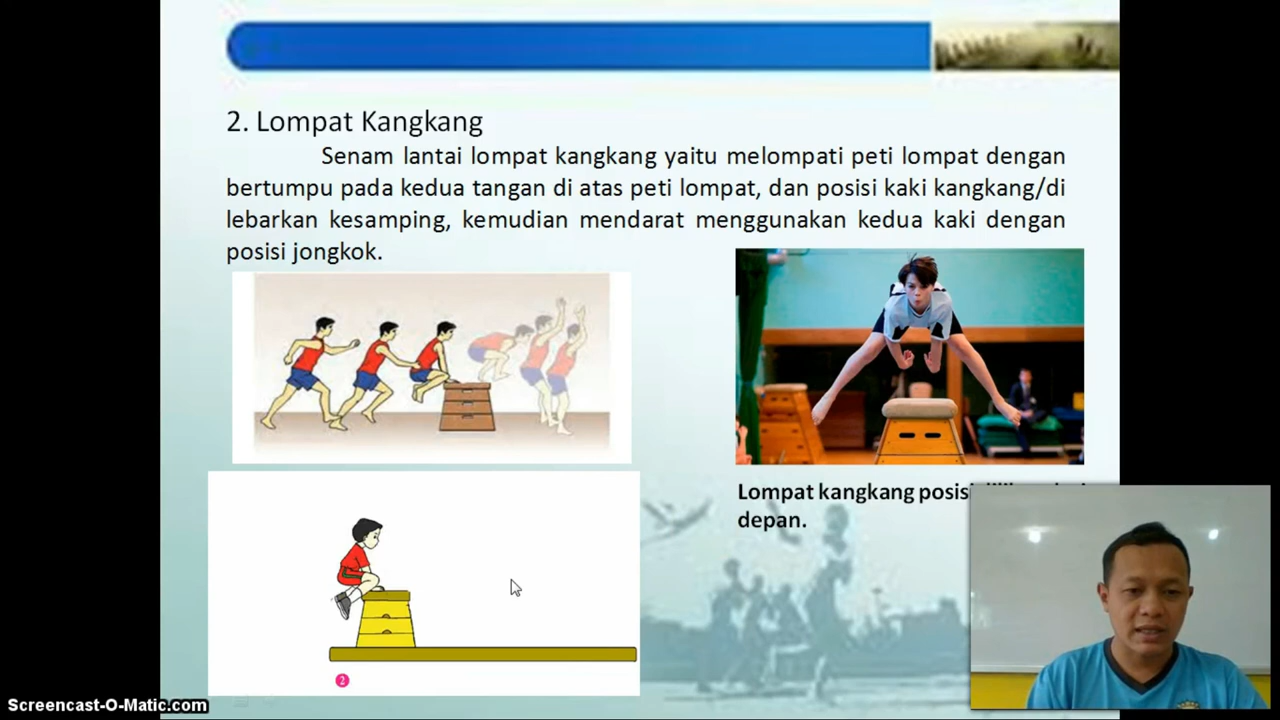 2. Lompat Kangkang
Senam lantai lompat kangkang yaitu melompati peti lompat dengan
bertumpu pada kedua tangan di atas peti lompat, dan posisi kaki kangkang/di
lebarkan kesamping, kemudian mendarat menggunakan kedua kaki dengan
posisi jongkok.
Lompat kangkang
depan.
2
Screencast-O-Matic.com